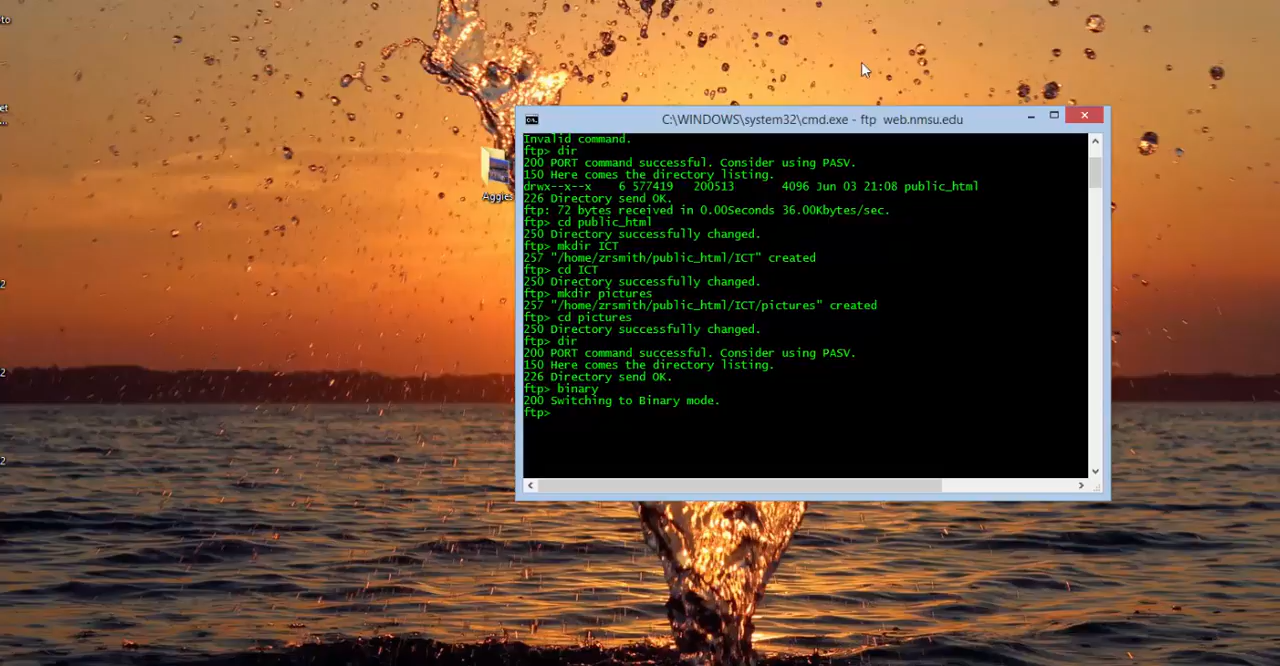 to
et
...
2
2
2
Aggies
C:\WINDOWS\system32\cmd.exe - ftp  web.nmsu.edu
Invalid command.
ftp> dir
200 PORT command successful. Consider using PASV.
150 Here comes the directory listing.
drwx--x--x    6 577419   200513       4096 Jun 03 21:08 public_html
226 Directory send OK.
ftp: 72 bytes received in 0.00Seconds 36.00Kbytes/sec.
ftp> cd public_html
250 Directory successfully changed.
ftp> mkdir ICT
257 "/home/zrsmith/public_html/ICT" created
ftp> cd ICT
250 Directory successfully changed.
ftp> mkdir pictures
257 "/home/zrsmith/public_html/ICT/pictures" created
ftp> cd pictures
250 Directory successfully changed.
ftp> dir
200 PORT command successful. Consider using PASV.
150 Here comes the directory listing.
226 Directory send OK.
ftp> binary
200 Switching to Binary mode.
ftp>